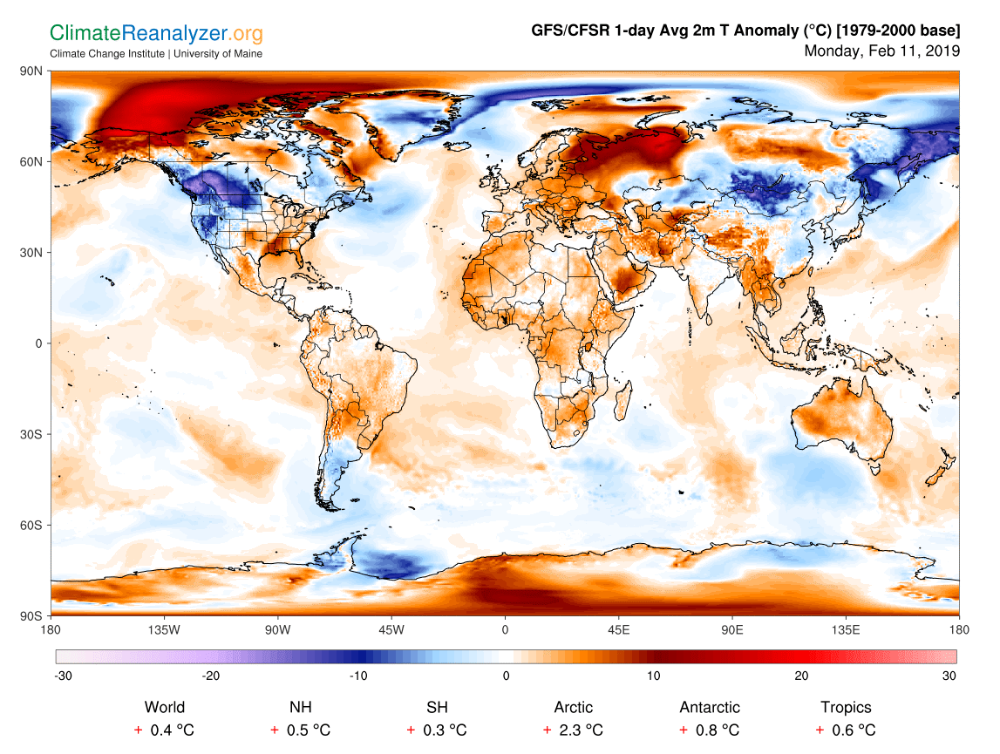 ClimateReanalyzer.org
Climate Change Institute | University of Maine
GFS/CFSR 1-day Avg 2m T Anomaly (°C) [1979-2000 base]
Monday, Feb 11, 2019
90N
60N
30N
0
30S
60S
90S
180 135W 90W 45W 0 45E 90E 135E 180
-30 -20 -10 0 10 20 30
World NH SH Arctic Antarctic Tropics
+ 0.4 °C + 0.5 °C + 0.3 °C + 2.3 °C + 0.8 °C + 0.6 °C